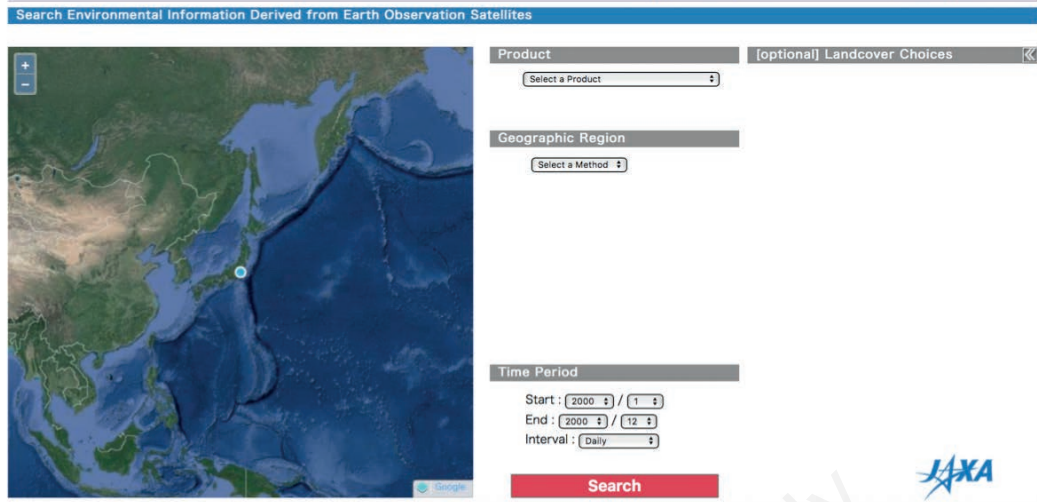 Search Environmental Information Derived from Earth Observation Satellites
+
−
Product
Select a Product
Geographic Region
Select a Method
[optional] Landcover Choices
Time Period
Start : 2000 / 1
End : 2000 / 12
Interval : Daily
Search
Google
JAXA